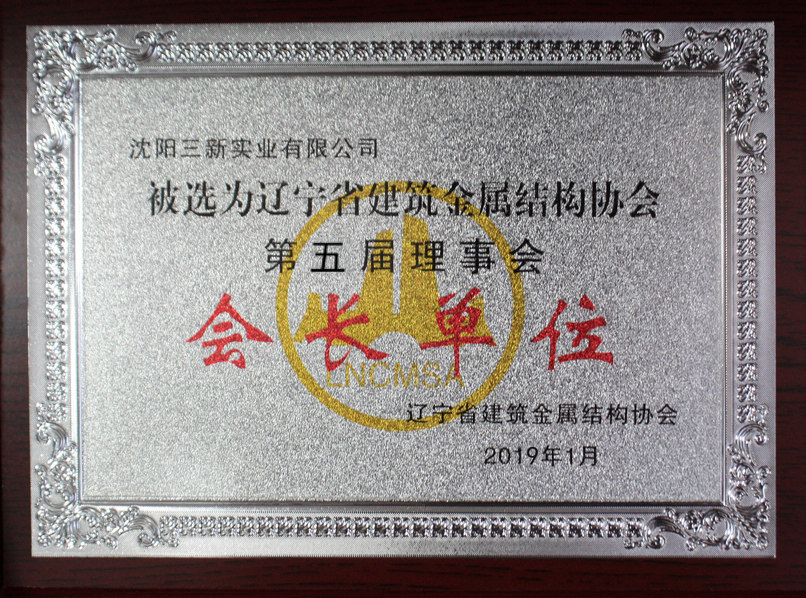 沈阳三新实业有限公司
被选为辽宁省建筑金属结构协会
第五届理事会
会长单位
LNCMSA
辽宁省建筑金属结构协会
2019年1月